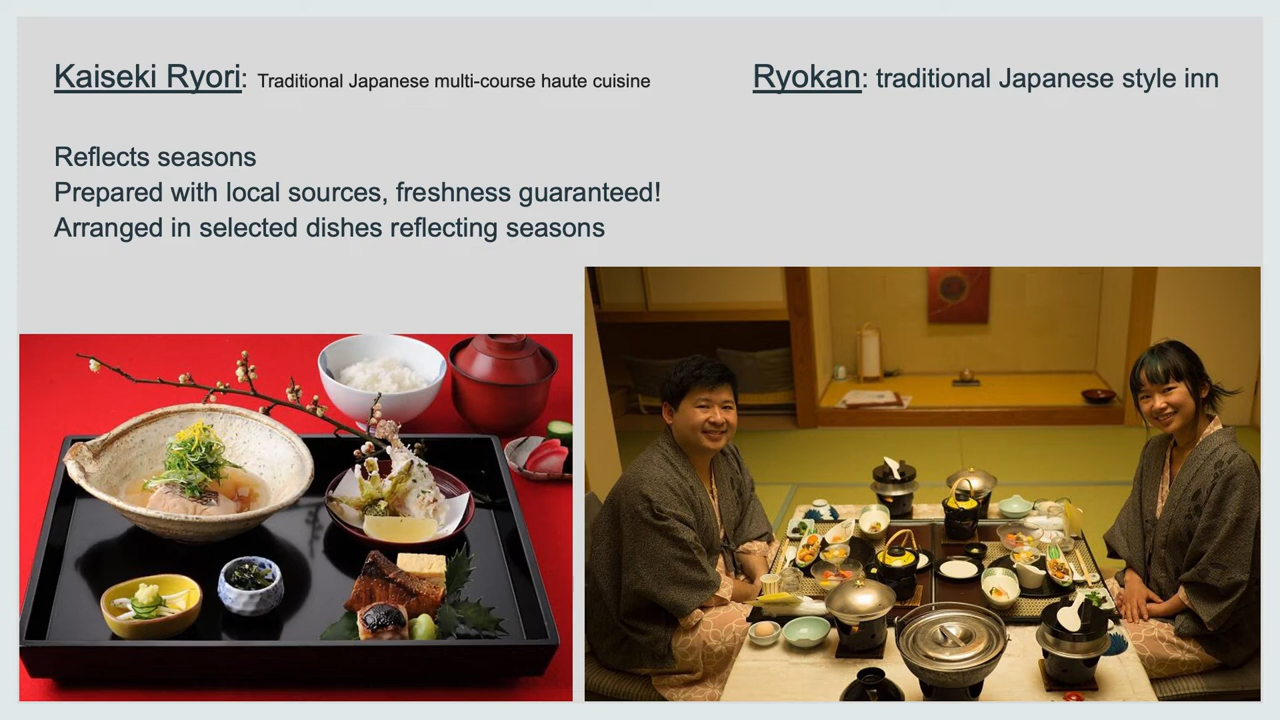 Kaiseki Ryori: Traditional Japanese multi-course haute cuisine
Ryokan: traditional Japanese style inn
Reflects seasons
Prepared with local sources, freshness guaranteed!
Arranged in selected dishes reflecting seasons